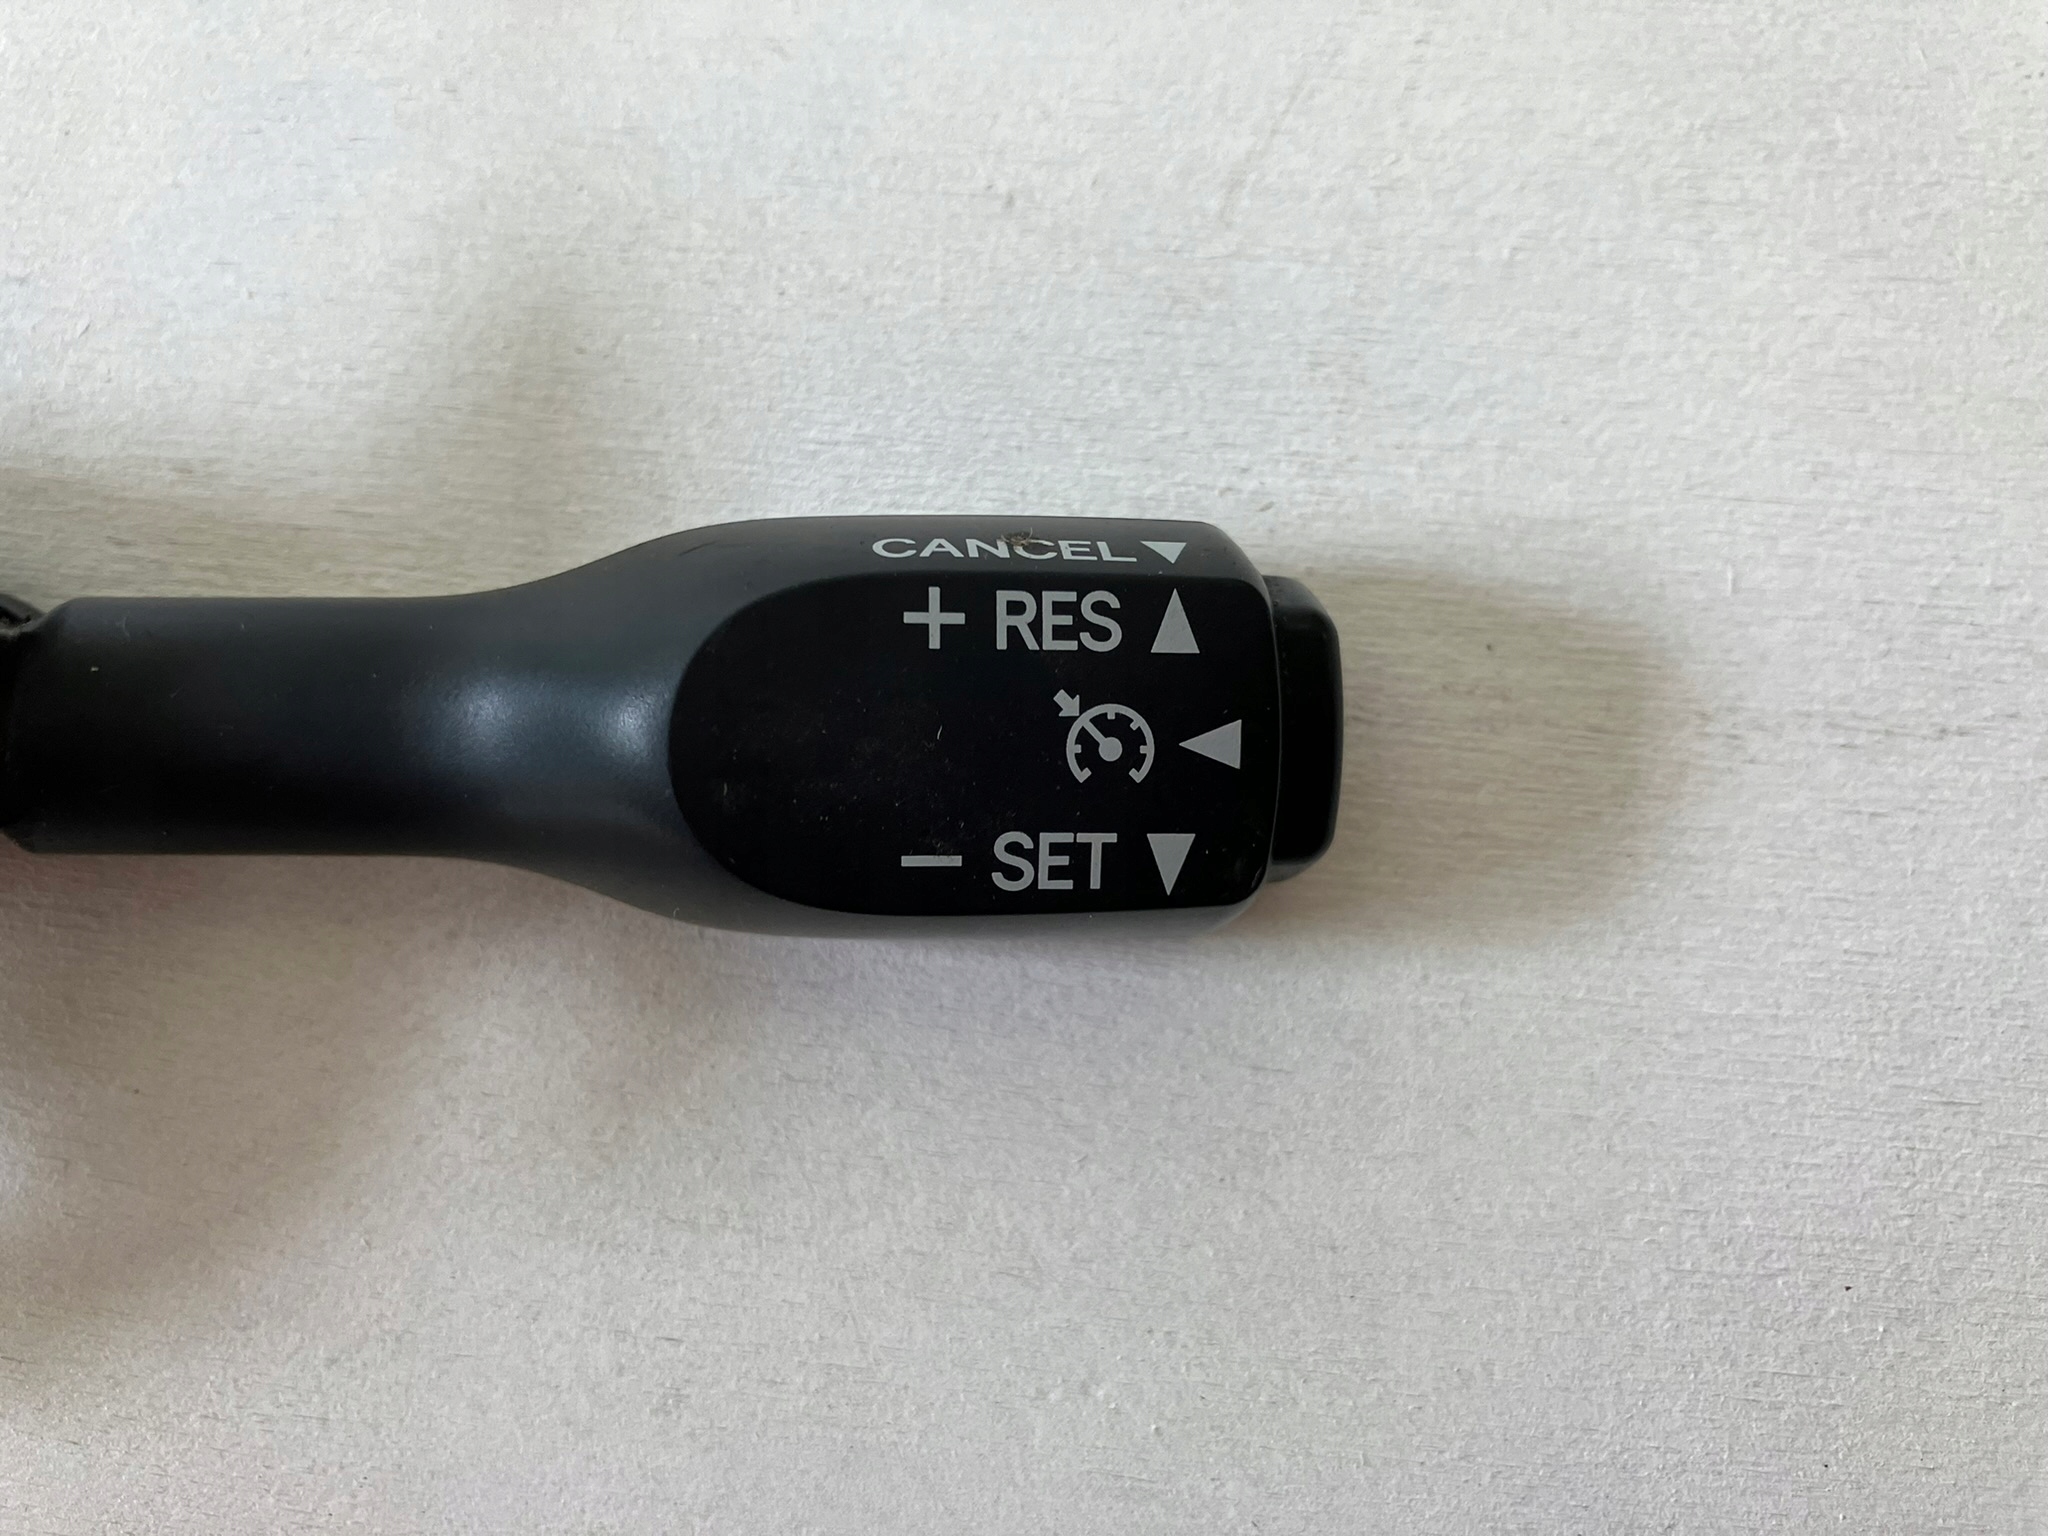 CANCEL ▼
+ RES ▲
◀
− SET ▼